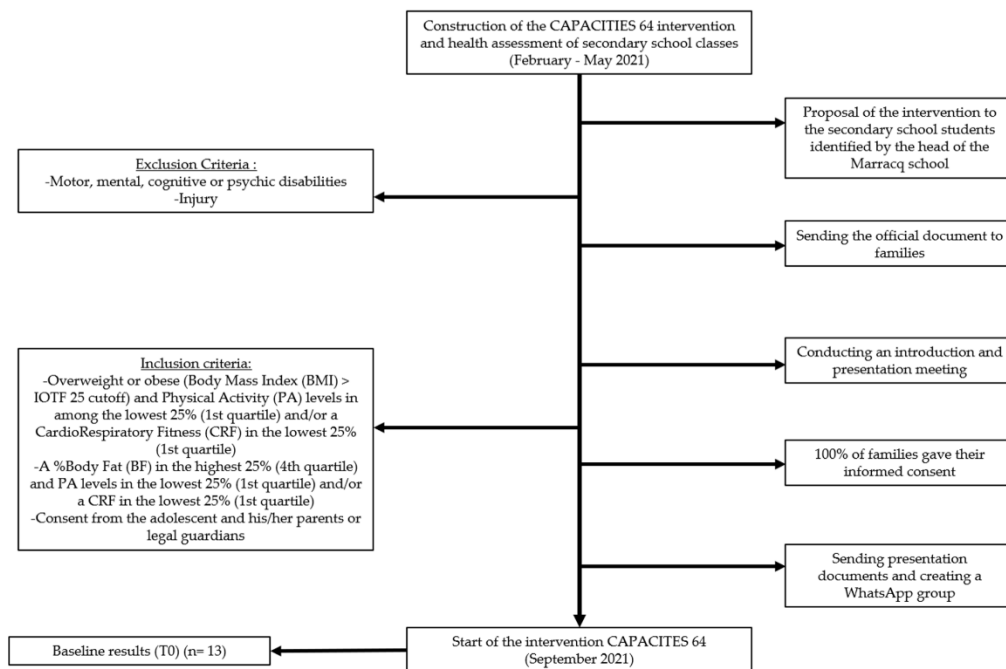 Construction of the CAPACITIES 64 intervention
and health assessment of secondary school classes
(February - May 2021)
Proposal of the intervention to
the secondary school students
identified by the head of the
Marracq school
Exclusion Criteria :
-Motor, mental, cognitive or psychic disabilities
-Injury
Sending the official document to
families
Conducting an introduction and
presentation meeting
Inclusion criteria:
-Overweight or obese (Body Mass Index (BMI) >
IOTF 25 cutoff) and Physical Activity (PA) levels in
among the lowest 25% (1st quartile) and/or a
CardioRespiratory Fitness (CRF) in the lowest 25%
(1st quartile)
-A %Body Fat (BF) in the highest 25% (4th quartile)
and PA levels in the lowest 25% (1st quartile) and/or
a CRF in the lowest 25% (1st quartile)
-Consent from the adolescent and his/her parents or
legal guardians
100% of families gave their
informed consent
Sending presentation
documents and creating a
WhatsApp group
Baseline results (T0) (n= 13)
Start of the intervention CAPACITES 64
(September 2021)